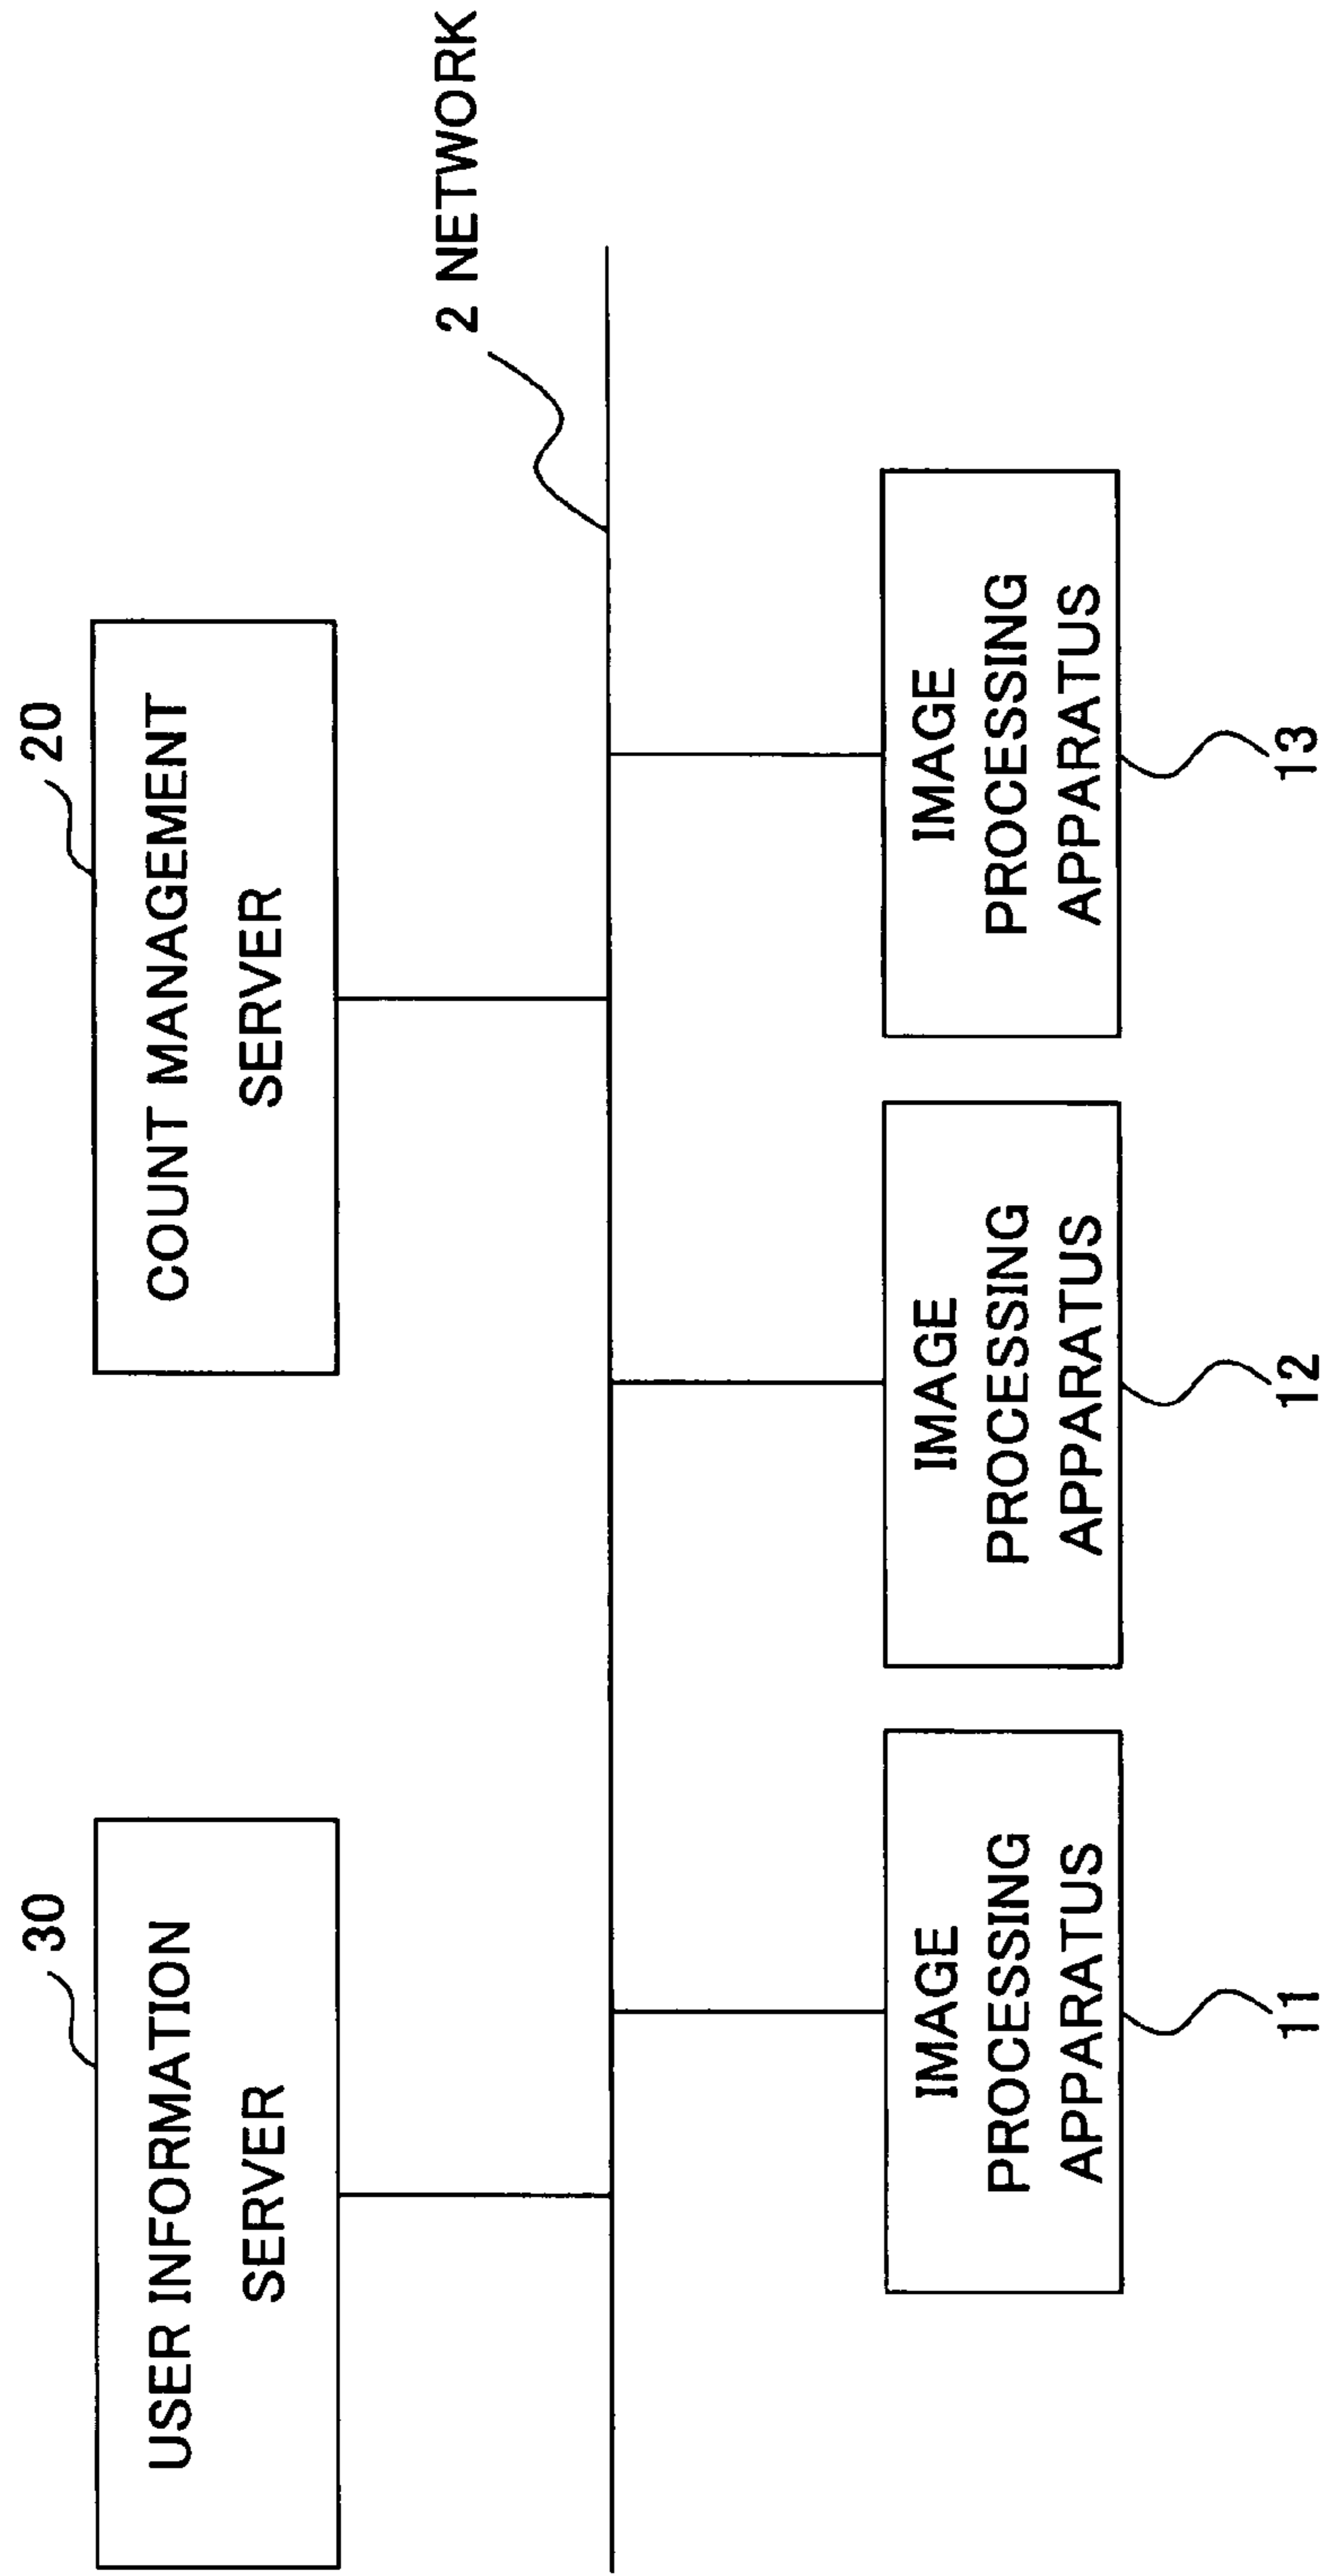 30
USER INFORMATION
SERVER
20
COUNT MANAGEMENT
SERVER
2 NETWORK
IMAGE
PROCESSING
APPARATUS
11
IMAGE
PROCESSING
APPARATUS
12
IMAGE
PROCESSING
APPARATUS
13